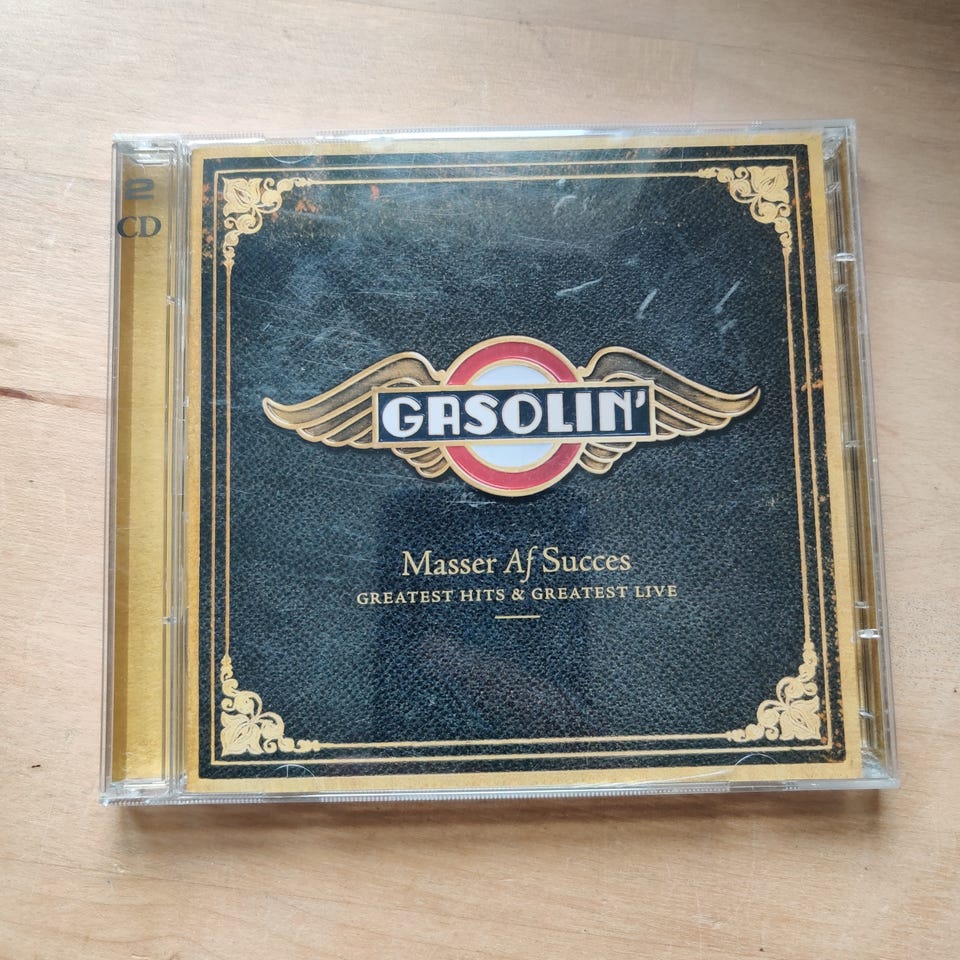 2
CD
GASOLIN'
Masser Af Succes
GREATEST HITS & GREATEST LIVE